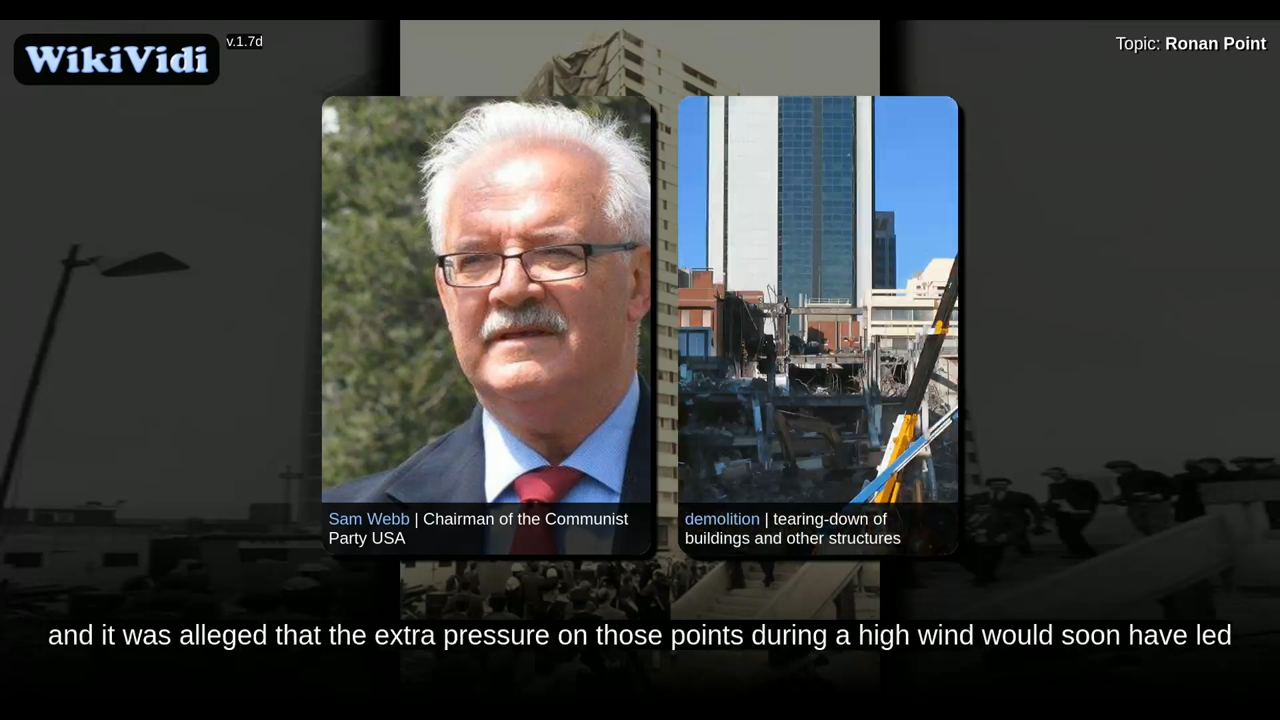 WikiVidi
v.1.7d
Topic: Ronan Point
Sam Webb | Chairman of the Communist
Party USA
demolition | tearing-down of
buildings and other structures
and it was alleged that the extra pressure on those points during a high wind would soon have led